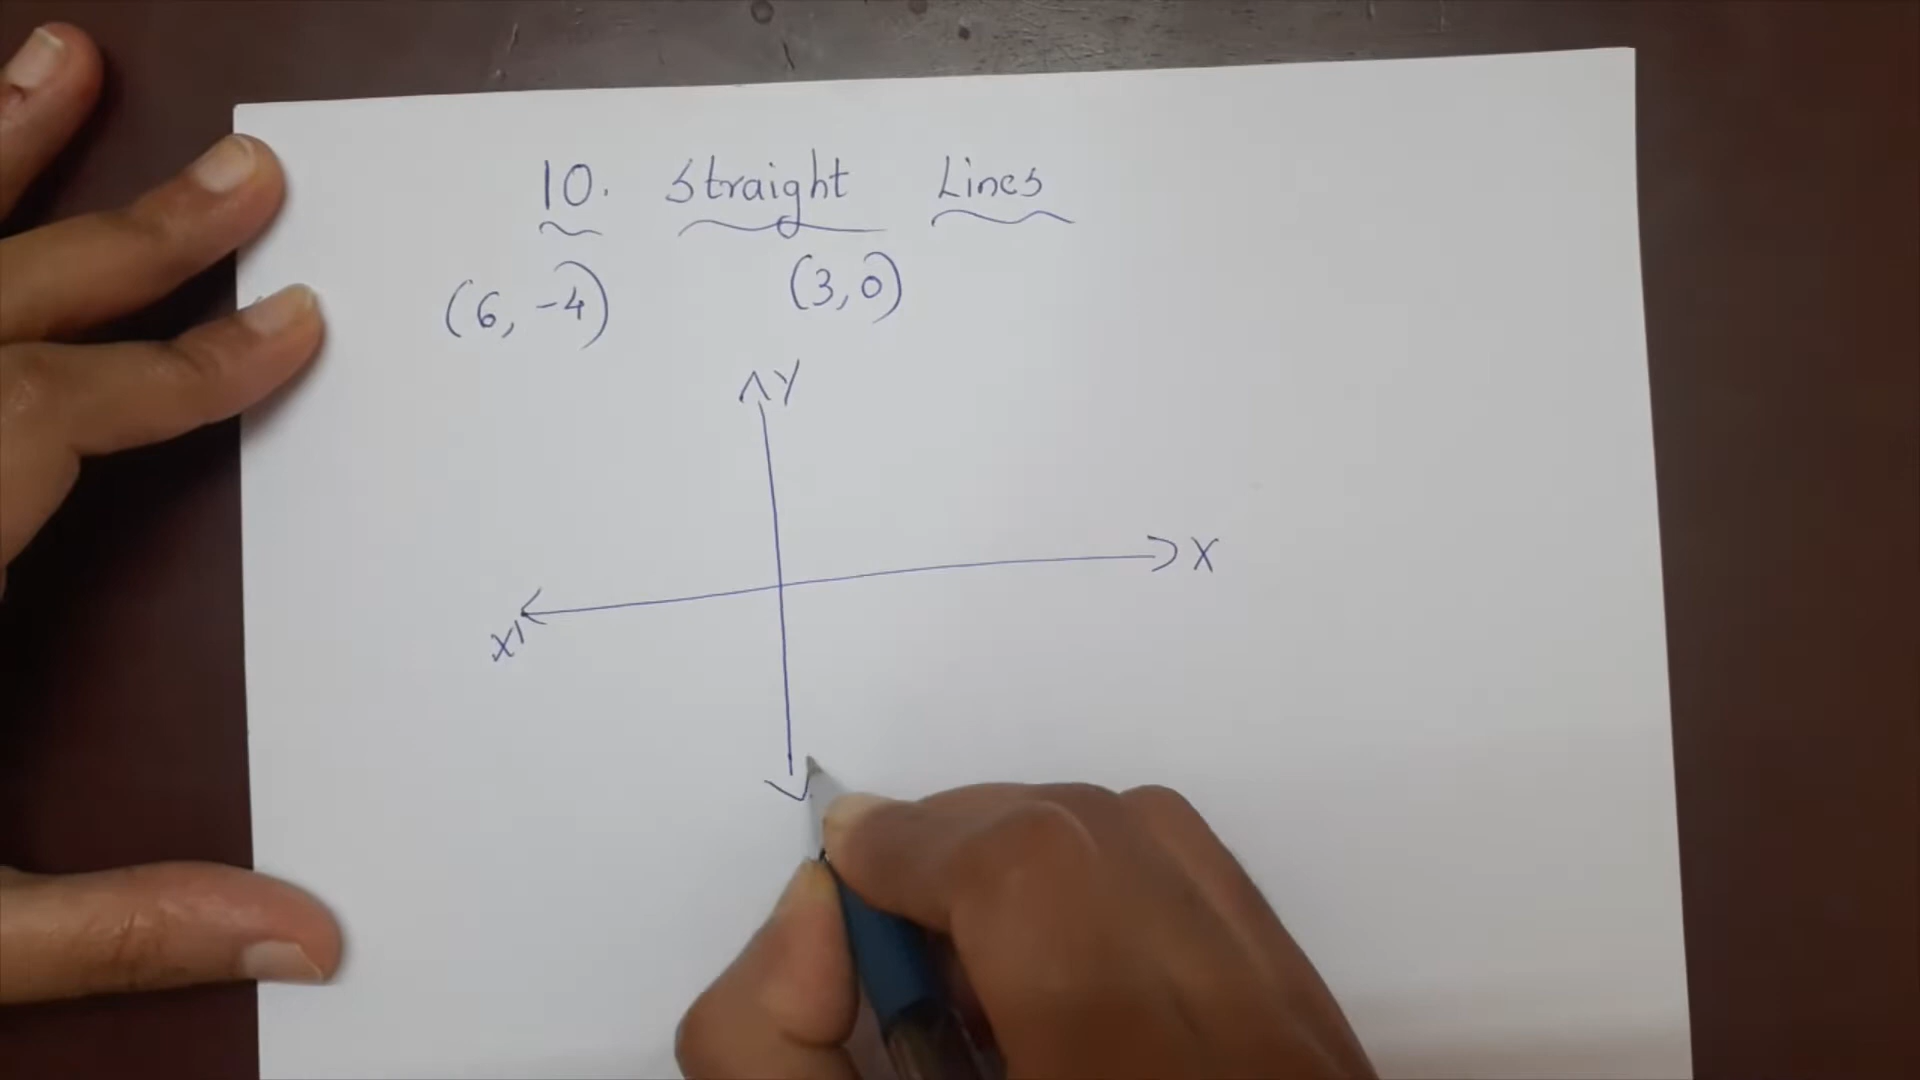 10. Straight Lines
(6, -4) (3, 0)
Y
X
X'